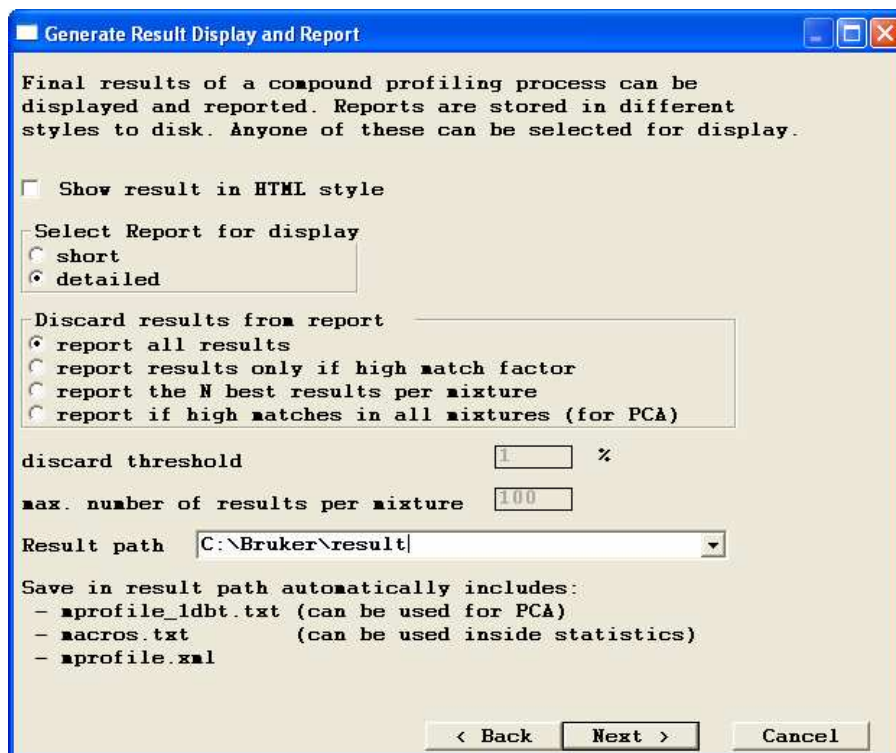 Generate Result Display and Report
Final results of a compound profiling process can be
displayed and reported. Reports are stored in different
styles to disk. Anyone of these can be selected for display.
Show result in HTML style
Select Report for display
short
detailed
Discard results from report
report all results
report results only if high match factor
report the N best results per mixture
report if high matches in all mixtures (for PCA)
discard threshold 1 %
max. number of results per mixture 100
Result path C:\Bruker\result
Save in result path automatically includes:
- mprofile_1dbt.txt (can be used for PCA)
- macros.txt (can be used inside statistics)
- mprofile.xml
< Back Next > Cancel